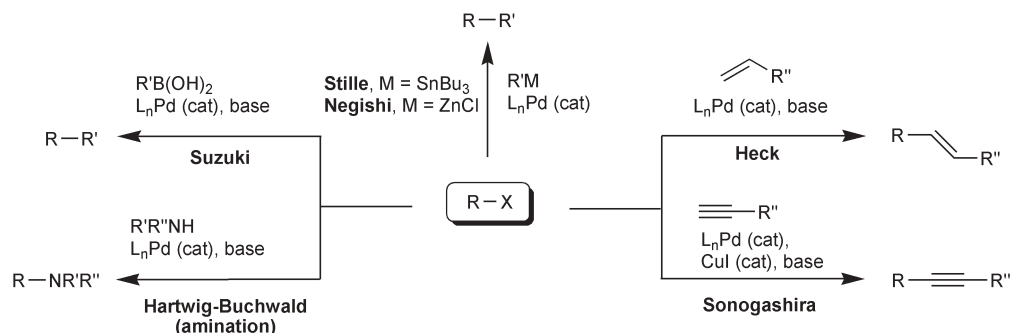 R–R'
R'B(OH)₂
LₙPd (cat), base
R–R'
Suzuki
Stille, M = SnBu₃
Negishi, M = ZnCl
R'M
LₙPd (cat)
R''
LₙPd (cat), base
Heck
R
R''
R–X
R'R''NH
LₙPd (cat), base
R–NR'R''
Hartwig-Buchwald
(amination)
R''
LₙPd (cat),
CuI (cat), base
Sonogashira
R
R''